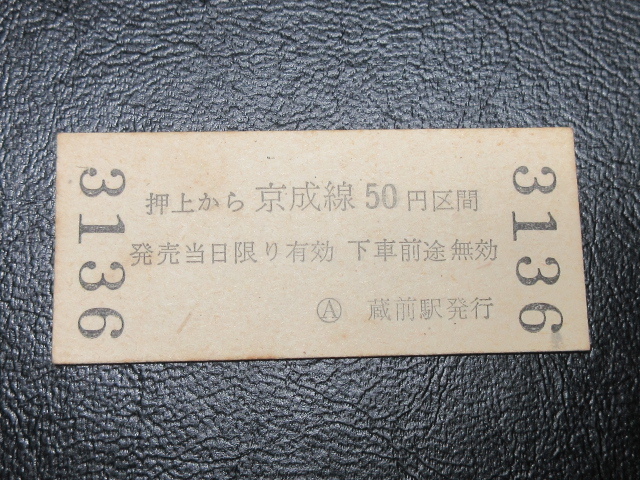 3136
押上から 京成線 50 円区間
発売当日限り有効 下車前途無効
Ⓐ 蔵前駅発行
3136